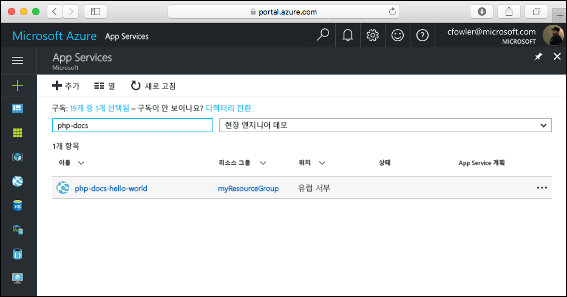 portal.azure.com
Microsoft Azure App Services
cfowler@microsoft.com
MICROSOFT
App Services
Microsoft
추가 열 새로 고침
구독: 19개 중 1개 선택됨 – 구독이 안 보이나요? 디렉터리 전환
php-docs 현장 엔지니어 데모
1개 항목
이름 리소스 그룹 위치 상태 App Service 계획
php-docs-hello-world myResourceGroup 유럽 서부